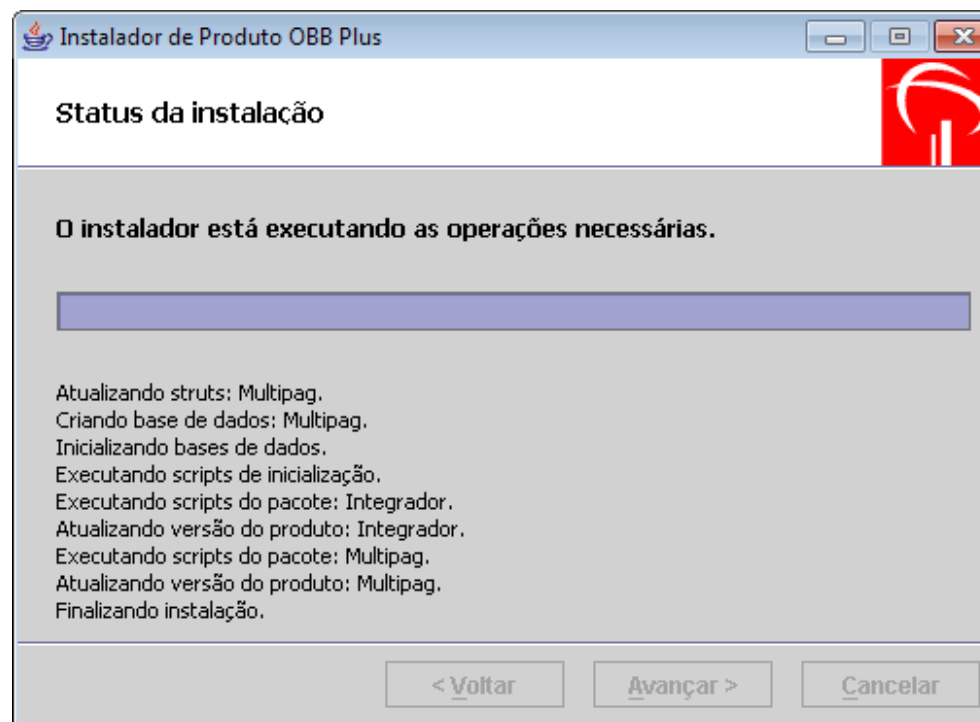 Instalador de Produto OBB Plus
Status da instalação
O instalador está executando as operações necessárias.
Atualizando struts: Multipag.
Criando base de dados: Multipag.
Inicializando bases de dados.
Executando scripts de inicialização.
Executando scripts do pacote: Integrador.
Atualizando versão do produto: Integrador.
Executando scripts do pacote: Multipag.
Atualizando versão do produto: Multipag.
Finalizando instalação.
< Voltar Avançar > Cancelar